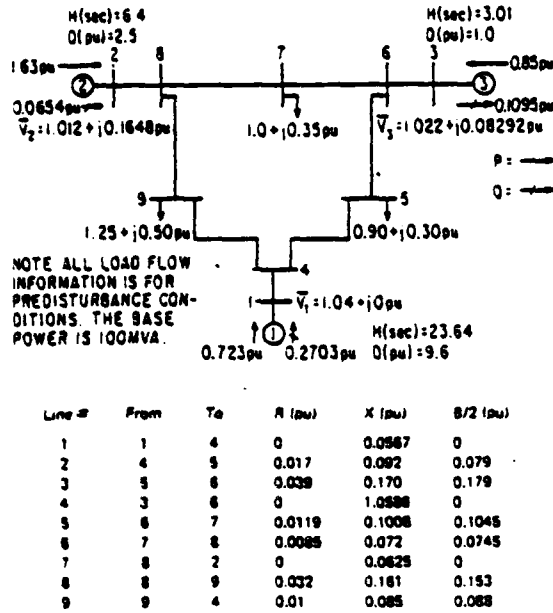 H(sec)=6.4
D(pu)=2.5
H(sec)=3.01
D(pu)=1.0
2 8 7 6 3
1.63pu
0.85pu
2
3
0.0654pu
0.1095pu
V̄2=1.012+j0.1648pu
1.0+j0.35pu
V̄3=1.022+j0.08292pu
P=
Q=
9 5
1.25+j0.50pu
0.90+j0.30pu
NOTE ALL LOAD FLOW
INFORMATION IS FOR
PREDISTURBANCE CON-
DITIONS. THE BASE
POWER IS 100MVA.
4
1 V̄1=1.04+j0pu
1
0.723pu 0.2703pu
H(sec)=23.64
D(pu)=9.6
Line # From To R (pu) X (pu) B/2 (pu)
1 1 4 0 0.0567 0
2 4 5 0.017 0.092 0.079
3 5 6 0.039 0.170 0.179
4 3 6 0 1.0586 0
5 6 7 0.0119 0.1008 0.1045
6 7 8 0.0085 0.072 0.0745
7 8 2 0 0.0625 0
8 8 9 0.032 0.161 0.153
9 9 4 0.01 0.085 0.088